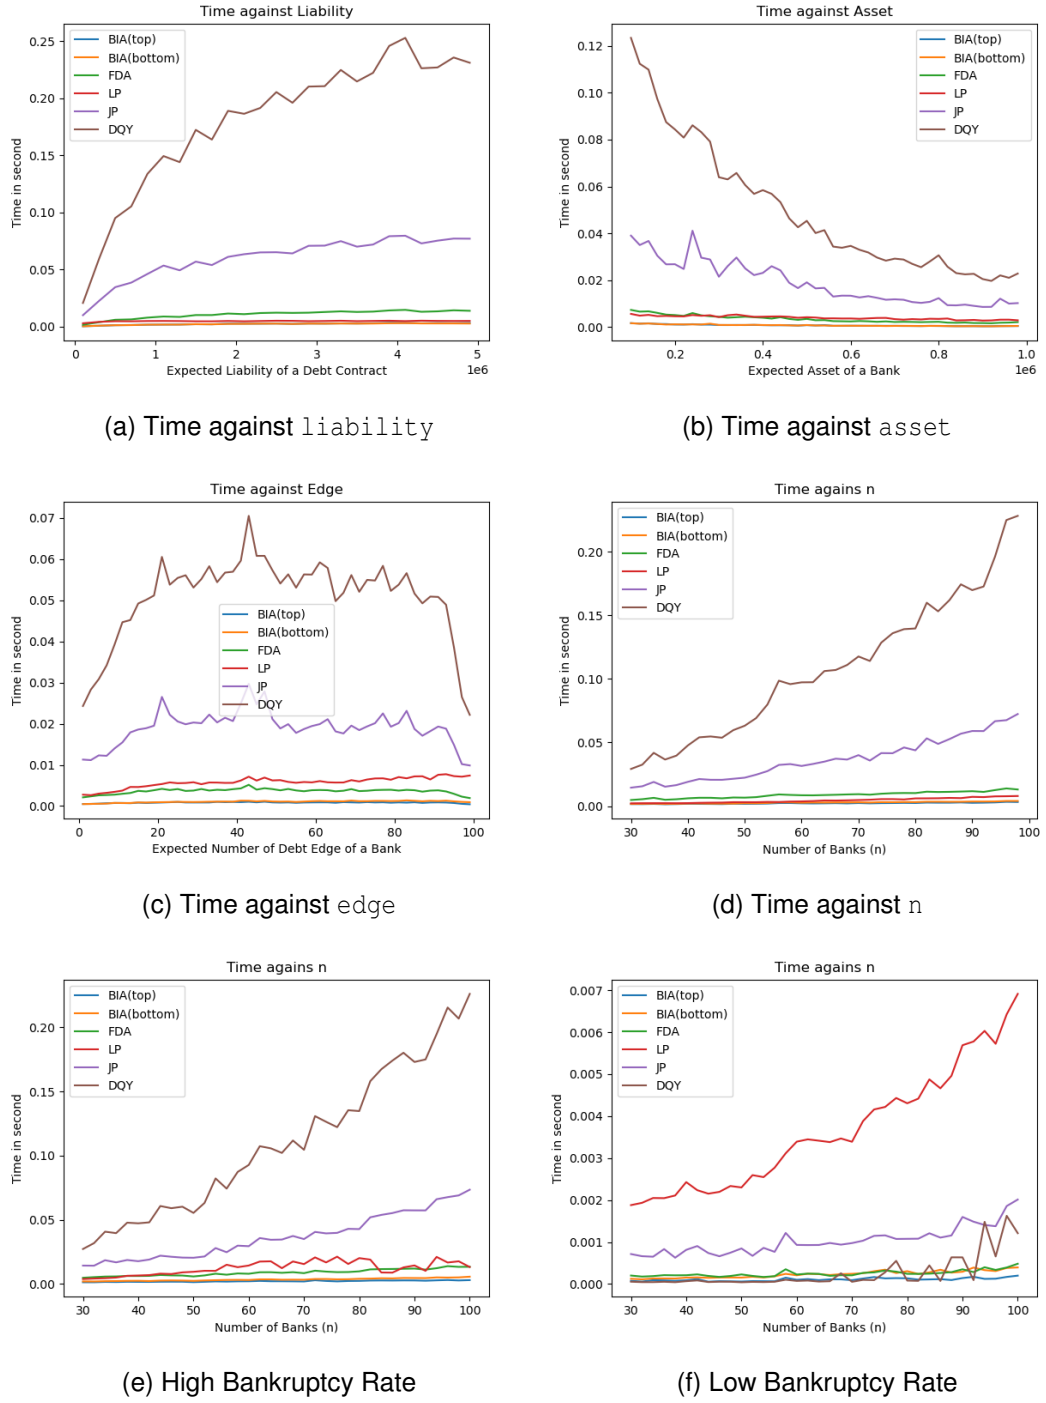 Time against Liability
BIA(top)
BIA(bottom)
FDA
LP
JP
DQY
0.25
0.20
0.15
0.10
0.05
0.00
Time in second
0 1 2 3 4 5
1e6
Expected Liability of a Debt Contract
(a) Time against liability
Time against Asset
BIA(top)
BIA(bottom)
FDA
LP
JP
DQY
0.12
0.10
0.08
0.06
0.04
0.02
0.00
Time in second
0.2 0.4 0.6 0.8 1.0
1e6
Expected Asset of a Bank
(b) Time against asset
Time against Edge
0.07
0.06
0.05
0.04
0.03
0.02
0.01
0.00
Time in second
BIA(top)
BIA(bottom)
FDA
LP
JP
DQY
0 20 40 60 80 100
Expected Number of Debt Edge of a Bank
(c) Time against edge
Time agains n
BIA(top)
BIA(bottom)
FDA
LP
JP
DQY
0.20
0.15
0.10
0.05
0.00
Time in second
30 40 50 60 70 80 90 100
Number of Banks (n)
(d) Time against n
Time agains n
BIA(top)
BIA(bottom)
FDA
LP
JP
DQY
0.20
0.15
0.10
0.05
0.00
Time in second
30 40 50 60 70 80 90 100
Number of Banks (n)
(e) High Bankruptcy Rate
Time agains n
BIA(top)
BIA(bottom)
FDA
LP
JP
DQY
0.007
0.006
0.005
0.004
0.003
0.002
0.001
0.000
Time in second
30 40 50 60 70 80 90 100
Number of Banks (n)
(f) Low Bankruptcy Rate